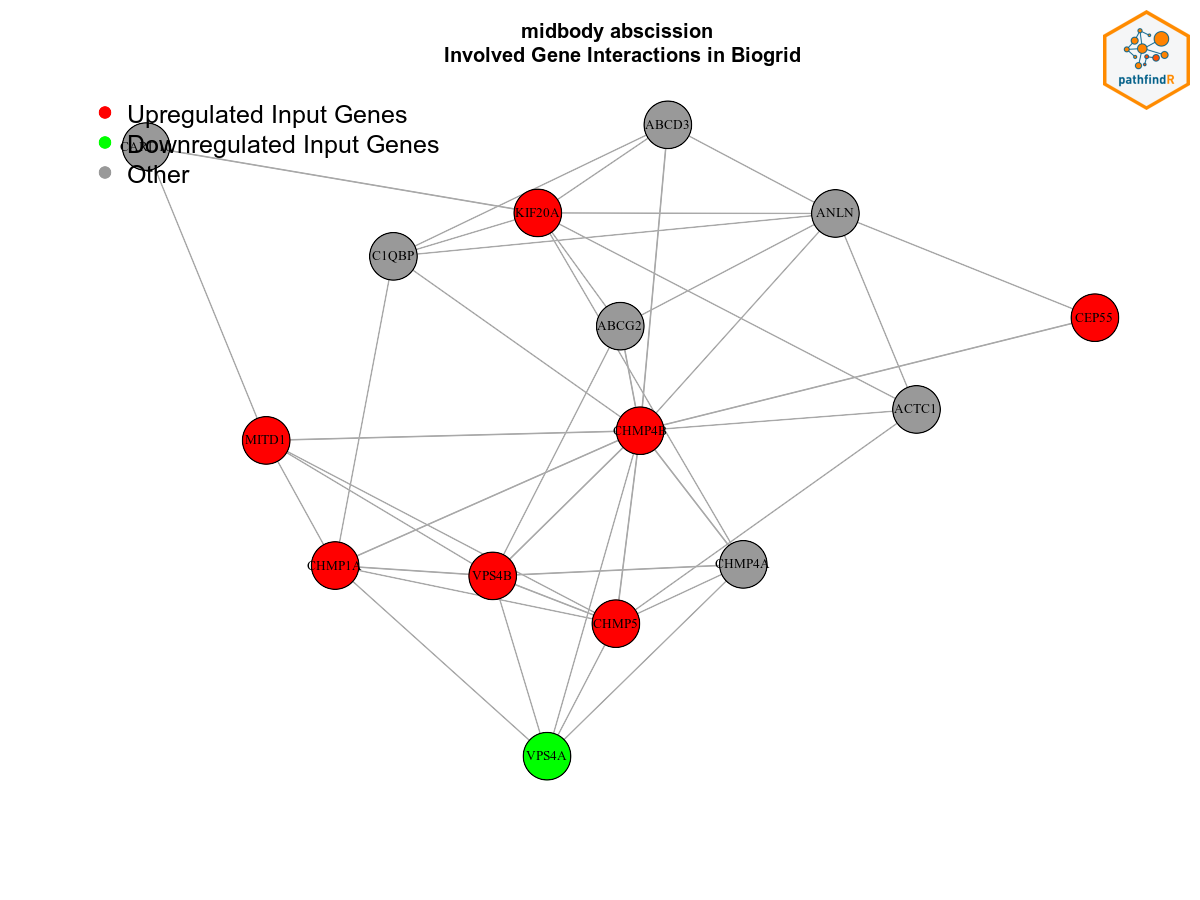 midbody abscission
Involved Gene Interactions in Biogrid
pathfindR
Upregulated Input Genes
Downregulated Input Genes
Other
ABCD3
KIF20A
ANLN
C1QBP
ABCG2
CEP55
ACTC1
CHMP4B
MITD1
CHMP1A
VPS4B
CHMP4A
CHMP5
VPS4A